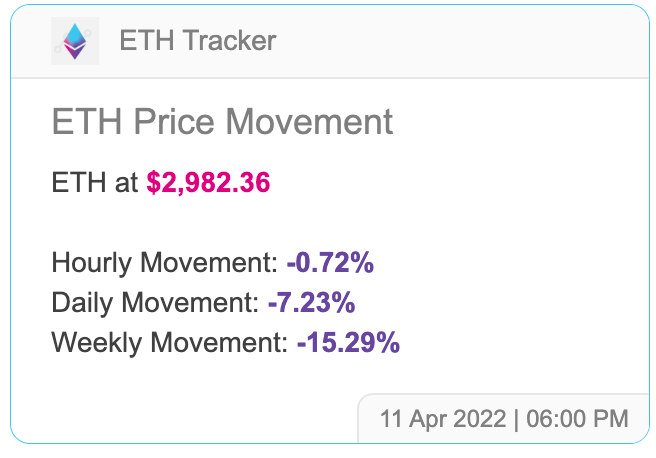 ETH Tracker
ETH Price Movement
ETH at $2,982.36
Hourly Movement: -0.72%
Daily Movement: -7.23%
Weekly Movement: -15.29%
11 Apr 2022 | 06:00 PM